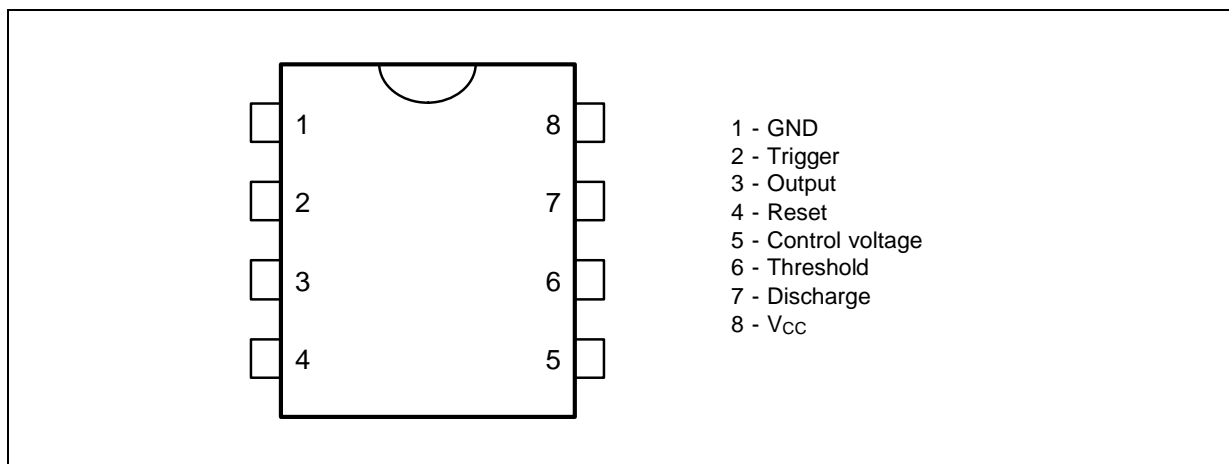 1 8
2 7
3 6
4 5
1 - GND
2 - Trigger
3 - Output
4 - Reset
5 - Control voltage
6 - Threshold
7 - Discharge
8 - VCC